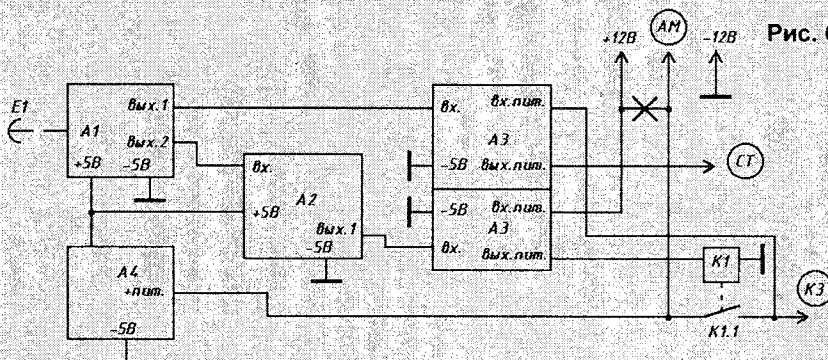 +12В
АМ
-12В
Рис.
Е1
А1
Вых.1
Вых.2
+5В
-5В
Вх.
А2
+5В
Вых.1
-5В
Вх.
Вх.пит.
А3
-5В
Вых.пит.
СТ
-5В
Вх.пит.
А3
Вх.
Вых.пит.
К1
А4
+пит.
-5В
К1.1
КЗ